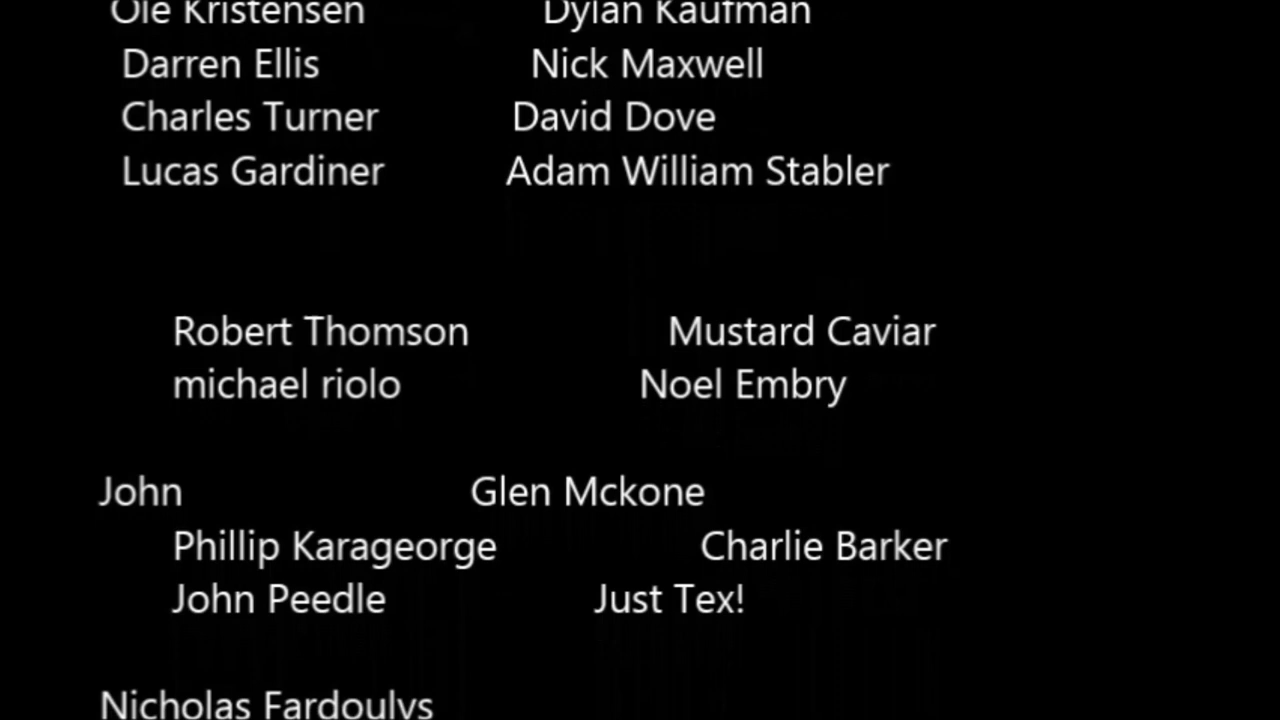 Ole Kristensen Dylan Kaufman
Darren Ellis Nick Maxwell
Charles Turner David Dove
Lucas Gardiner Adam William Stabler
Robert Thomson Mustard Caviar
michael riolo Noel Embry
John Glen Mckone
Phillip Karageorge Charlie Barker
John Peedle Just Tex!
Nicholas Fardoulys